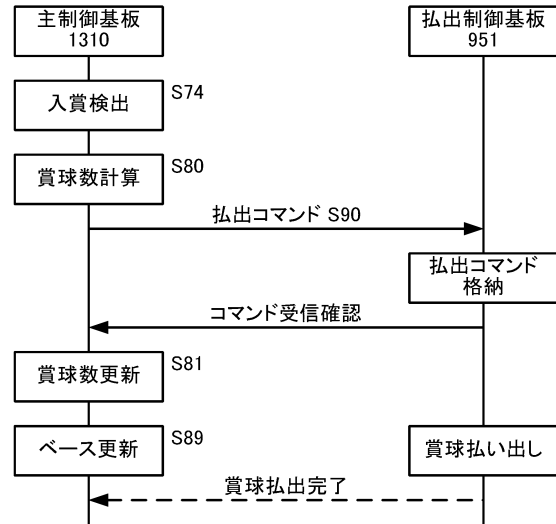 主制御基板
1310
払出制御基板
951
入賞検出
S74
賞球数計算
S80
払出コマンド S90
払出コマンド
格納
コマンド受信確認
賞球数更新
S81
ベース更新
S89
賞球払い出し
賞球払出完了